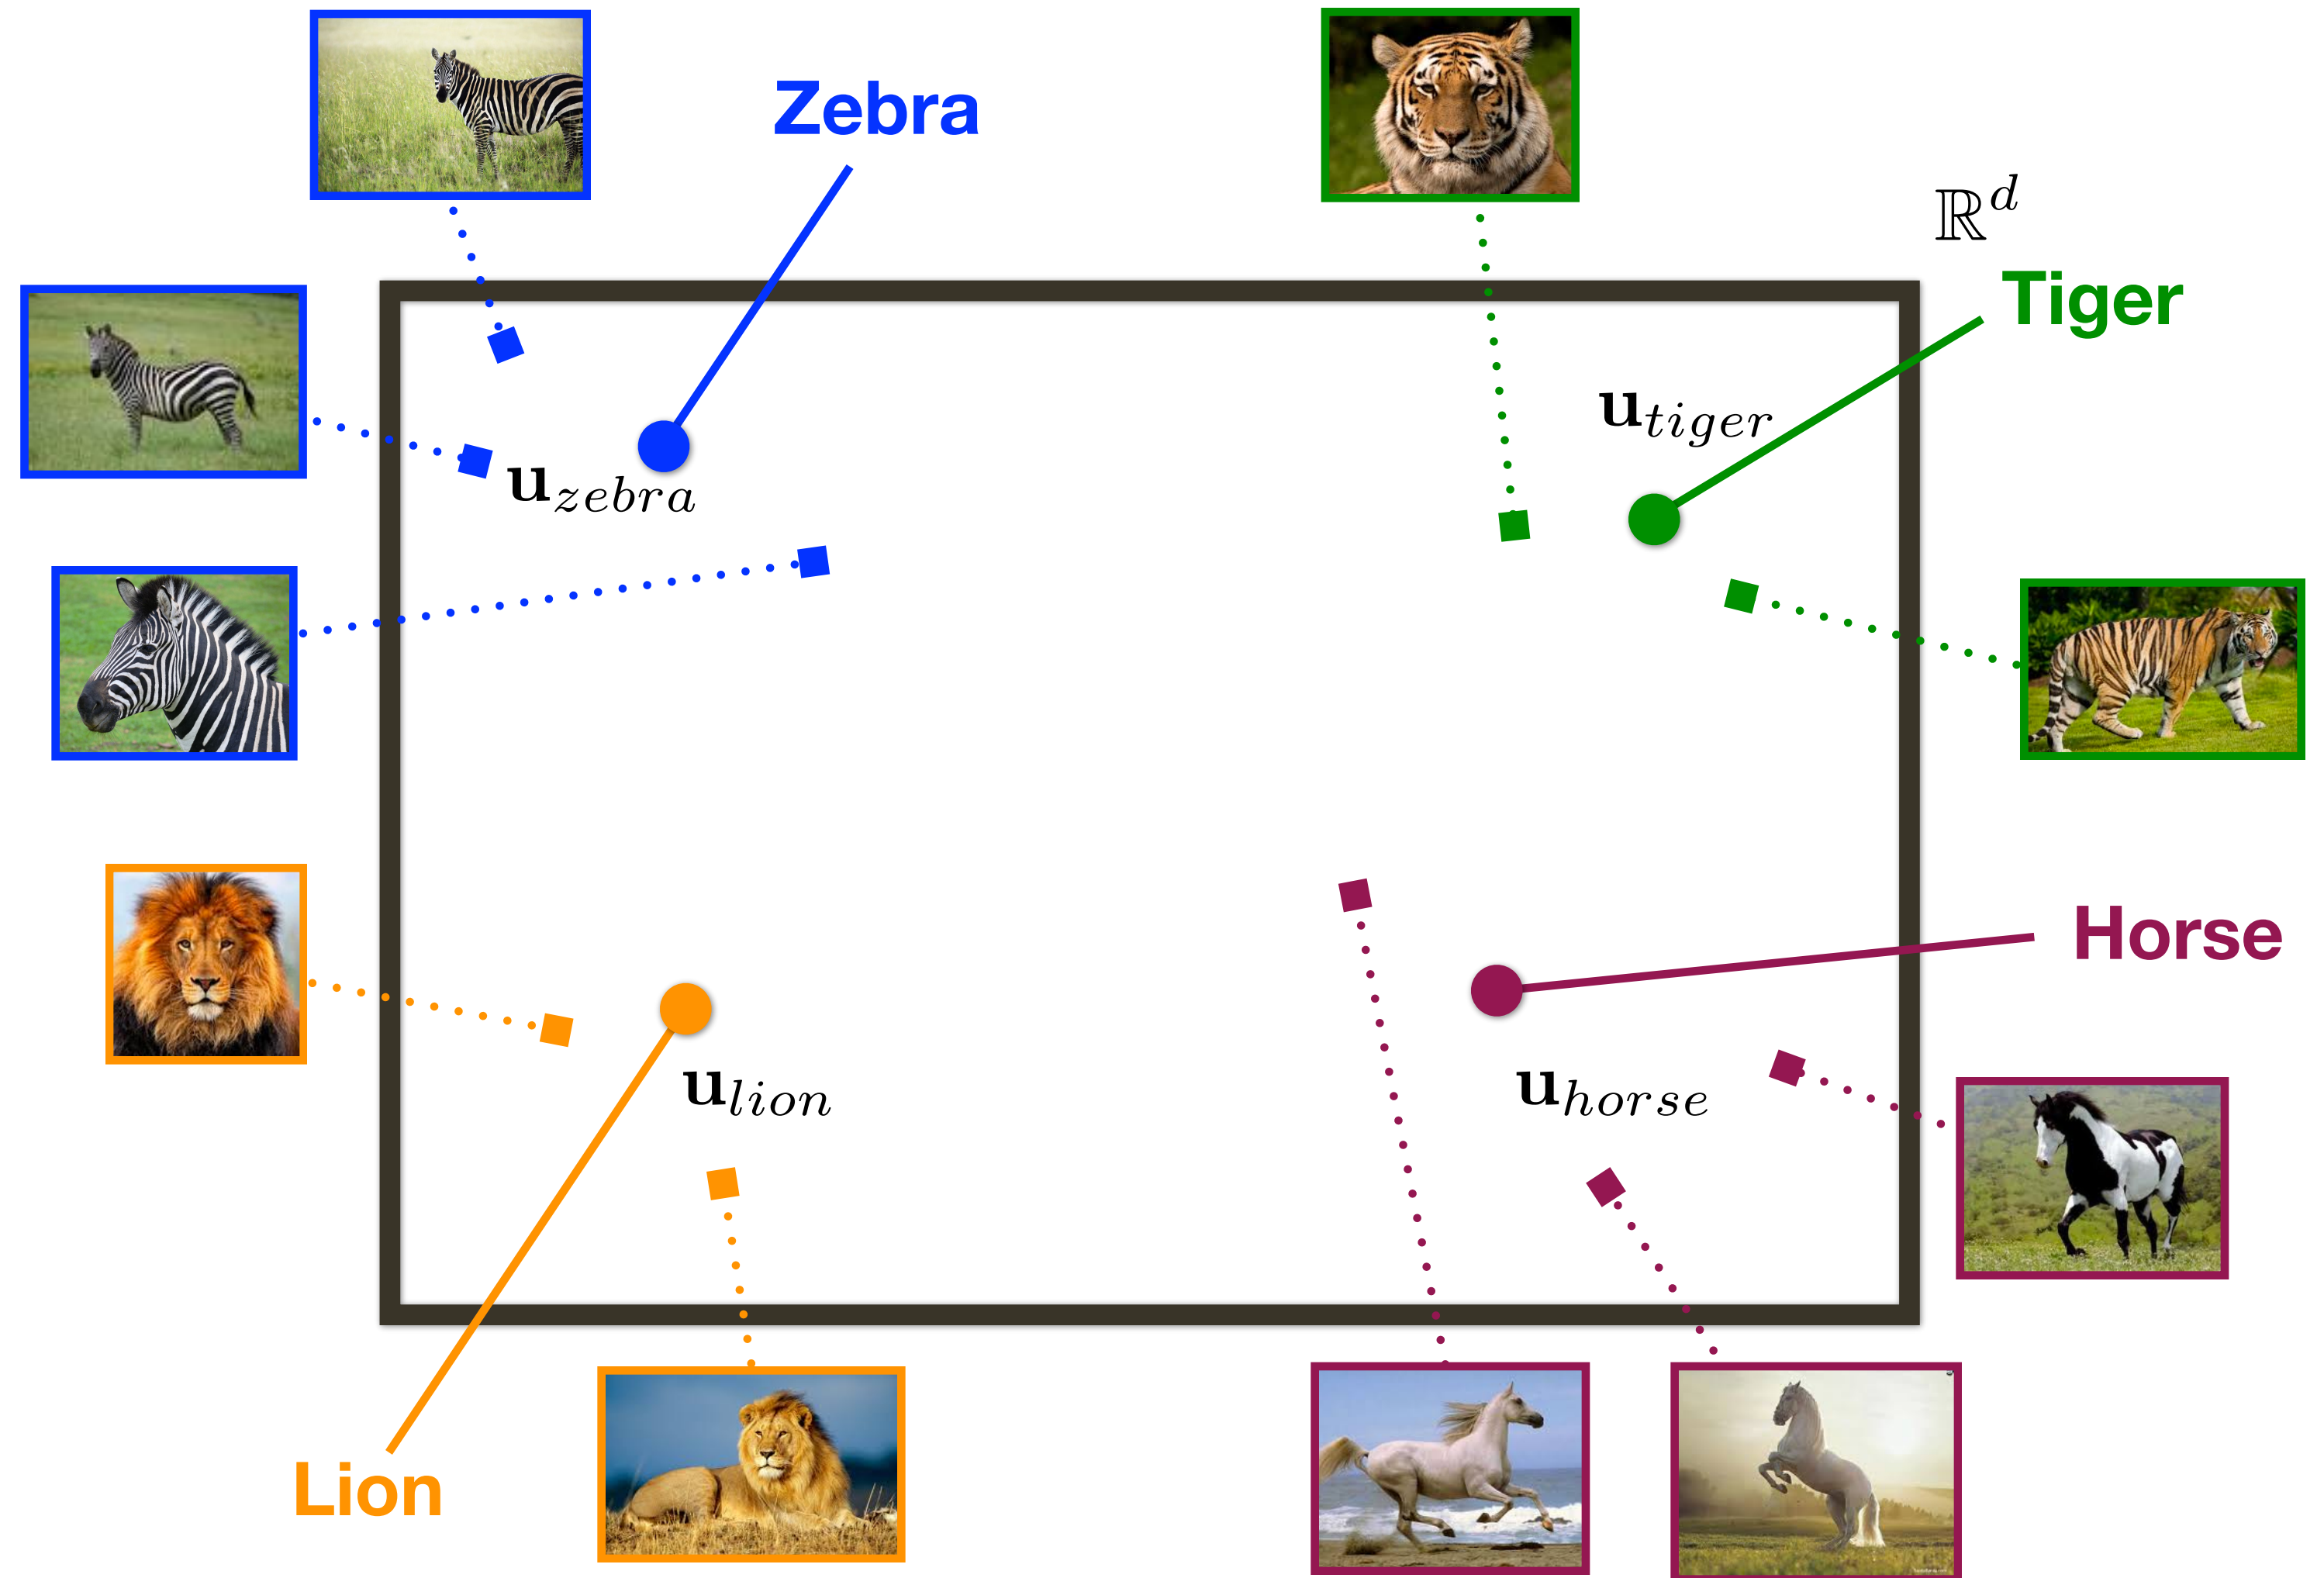 Zebra
ℝ^d
Tiger
u_tiger
u_zebra
Horse
u_lion
u_horse
Lion